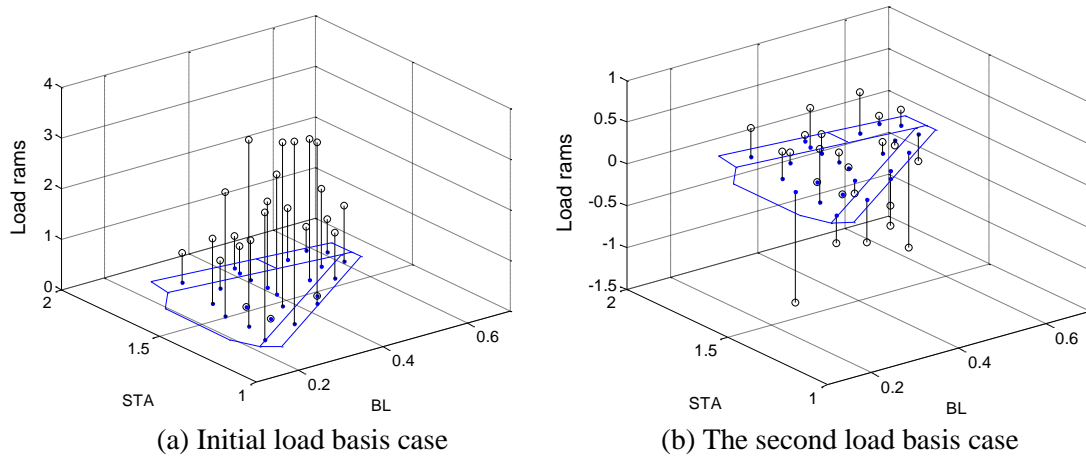 4
3
2
1
0
Load rams
2
1.5
1
STA
0.2
0.4
0.6
BL
(a) Initial load basis case
1
0.5
0
-0.5
-1
-1.5
Load rams
2
1.5
1
STA
0.2
0.4
0.6
BL
(b) The second load basis case